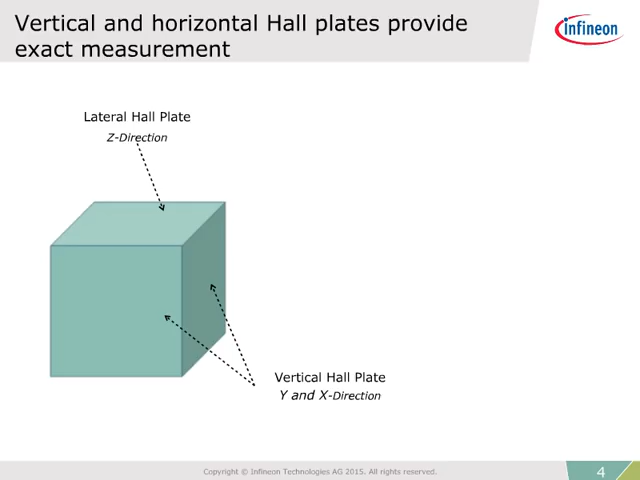 Vertical and horizontal Hall plates provide
exact measurement
infineon
Lateral Hall Plate
Z-Direction
Vertical Hall Plate
Y and X-Direction
Copyright © Infineon Technologies AG 2015. All rights reserved.
4